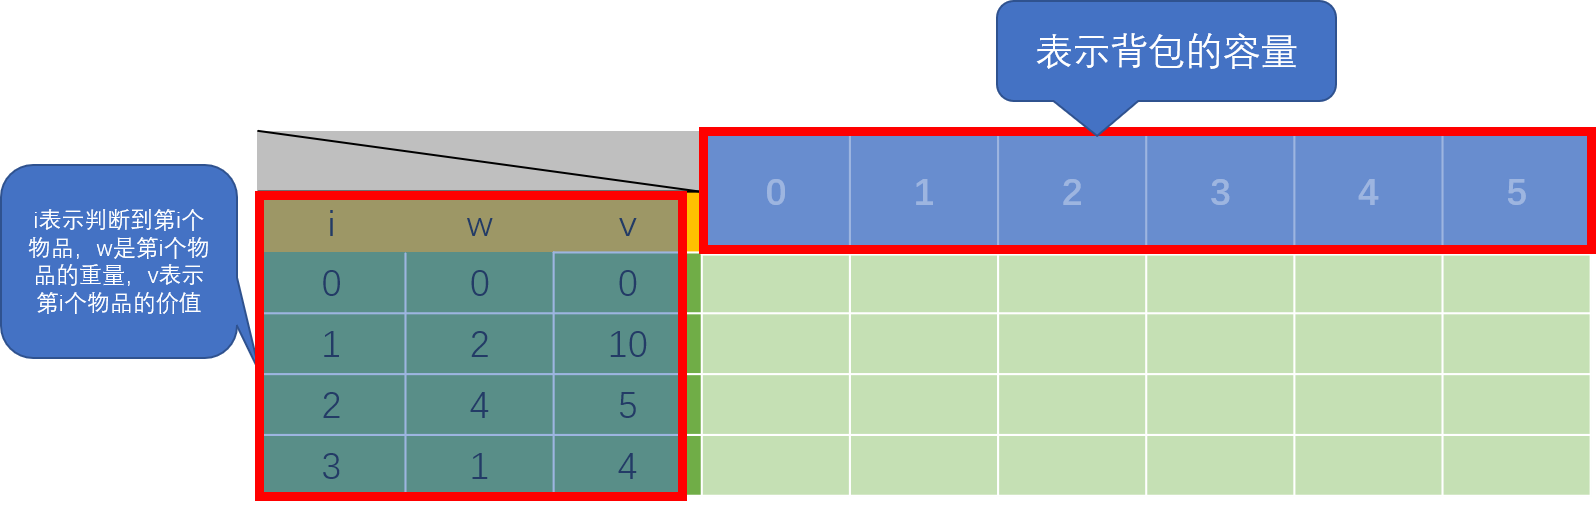 表示背包的容量
i表示判断到第i个
物品，w是第i个物
品的重量，v表示
第i个物品的价值
0 1 2 3 4 5
i w v
0 0 0
1 2 10
2 4 5
3 1 4